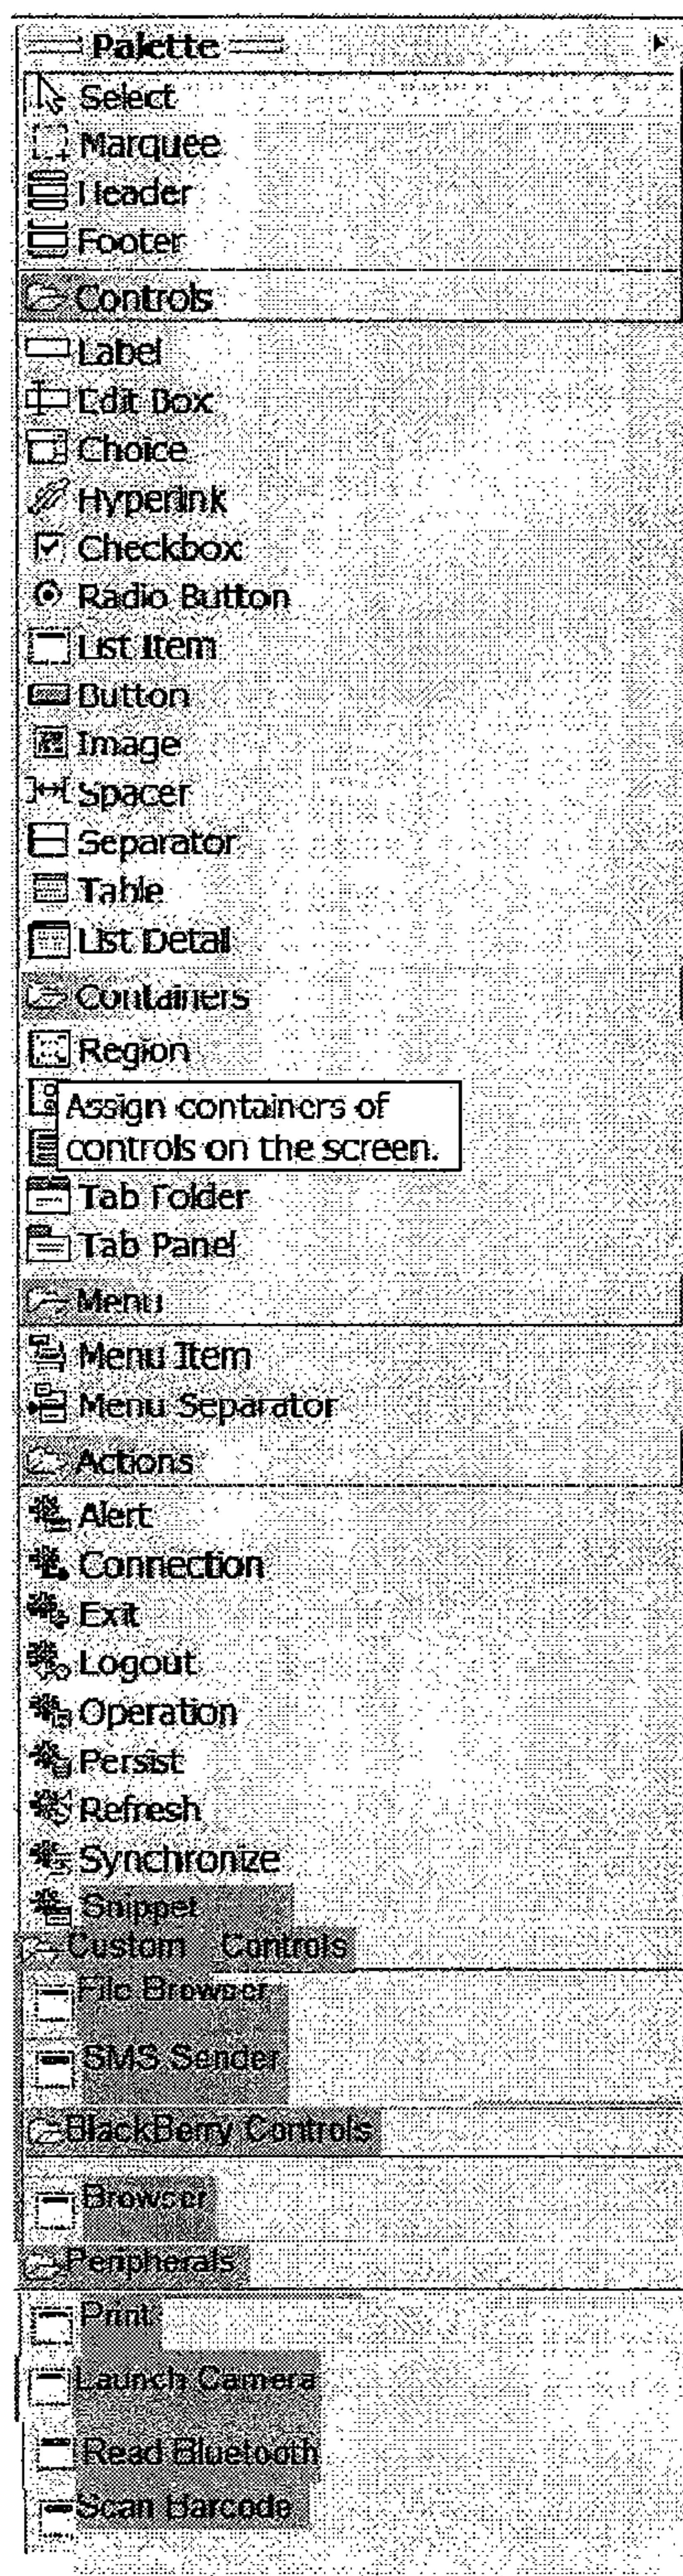 Palette
Select
Marquee
Header
Footer
Controls
Label
Edit Box
Choice
Hyperlink
Checkbox
Radio Button
List Item
Button
Image
Spacer
Separator
Table
List Detail
Containers
Region
Assign containers of
controls on the screen.
Tab Folder
Tab Panel
Menu
Menu Item
Menu Separator
Actions
Alert
Connection
Exit
Logout
Operation
Persist
Refresh
Synchronize
Snippet
Custom Controls
File Browser
SMS Sender
BlackBerry Controls
Browser
Peripherals
Print
Launch Camera
Read Bluetooth
Scan Barcode